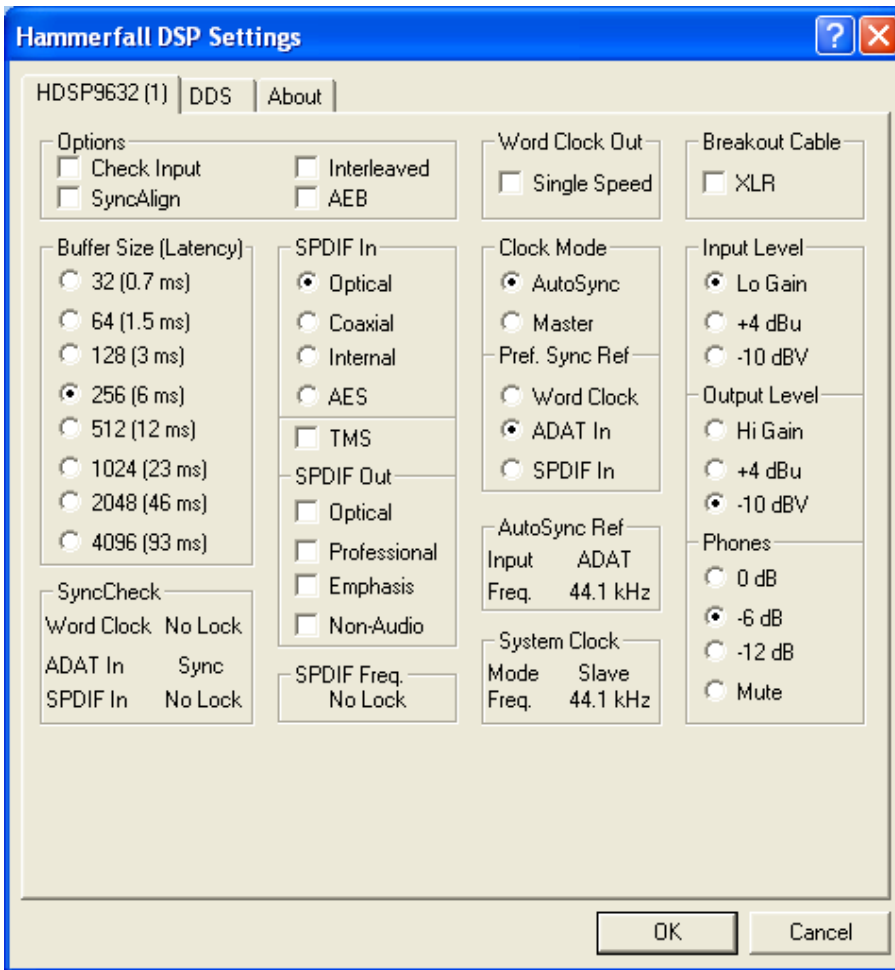 Hammerfall DSP Settings
HDSP9632 (1)
DDS
About
Options
Check Input
Interleaved
SyncAlign
AEB
Word Clock Out
Single Speed
Breakout Cable
XLR
Buffer Size (Latency)
32 (0.7 ms)
64 (1.5 ms)
128 (3 ms)
256 (6 ms)
512 (12 ms)
1024 (23 ms)
2048 (46 ms)
4096 (93 ms)
SyncCheck
Word Clock No Lock
ADAT In Sync
SPDIF In No Lock
SPDIF In
Optical
Coaxial
Internal
AES
TMS
SPDIF Out
Optical
Professional
Emphasis
Non-Audio
SPDIF Freq.
No Lock
Clock Mode
AutoSync
Master
Pref. Sync Ref
Word Clock
ADAT In
SPDIF In
AutoSync Ref
Input ADAT
Freq. 44.1 kHz
System Clock
Mode Slave
Freq. 44.1 kHz
Input Level
Lo Gain
+4 dBu
-10 dBV
Output Level
Hi Gain
+4 dBu
-10 dBV
Phones
0 dB
-6 dB
-12 dB
Mute
OK
Cancel